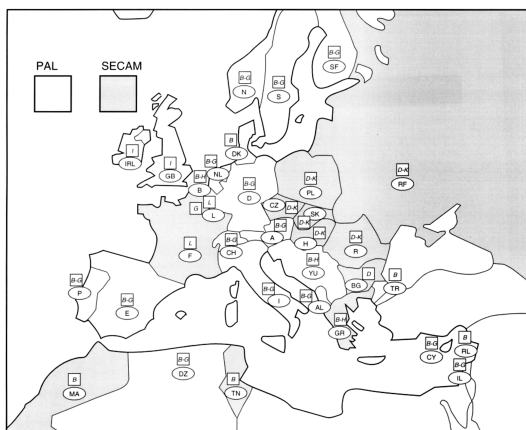 PAL SECAM
B-G
SF
B-G
N
B-G
S
I
IRL
I
GB
B
DK
B-G
NL
B-H
B
G
L
L
B-G
D
D-K
PL
D-K
RF
CZ
D-K
SK
D-K
D-K
H
B-G
A
L
F
B-G
CH
D-K
R
B-H
YU
D
BG
B
TR
B-G
P
B-G
E
B-G
I
B-G
AL
B-H
GR
B-G
CY
B
RL
B-G
IL
B
MA
B-G
DZ
B
TN